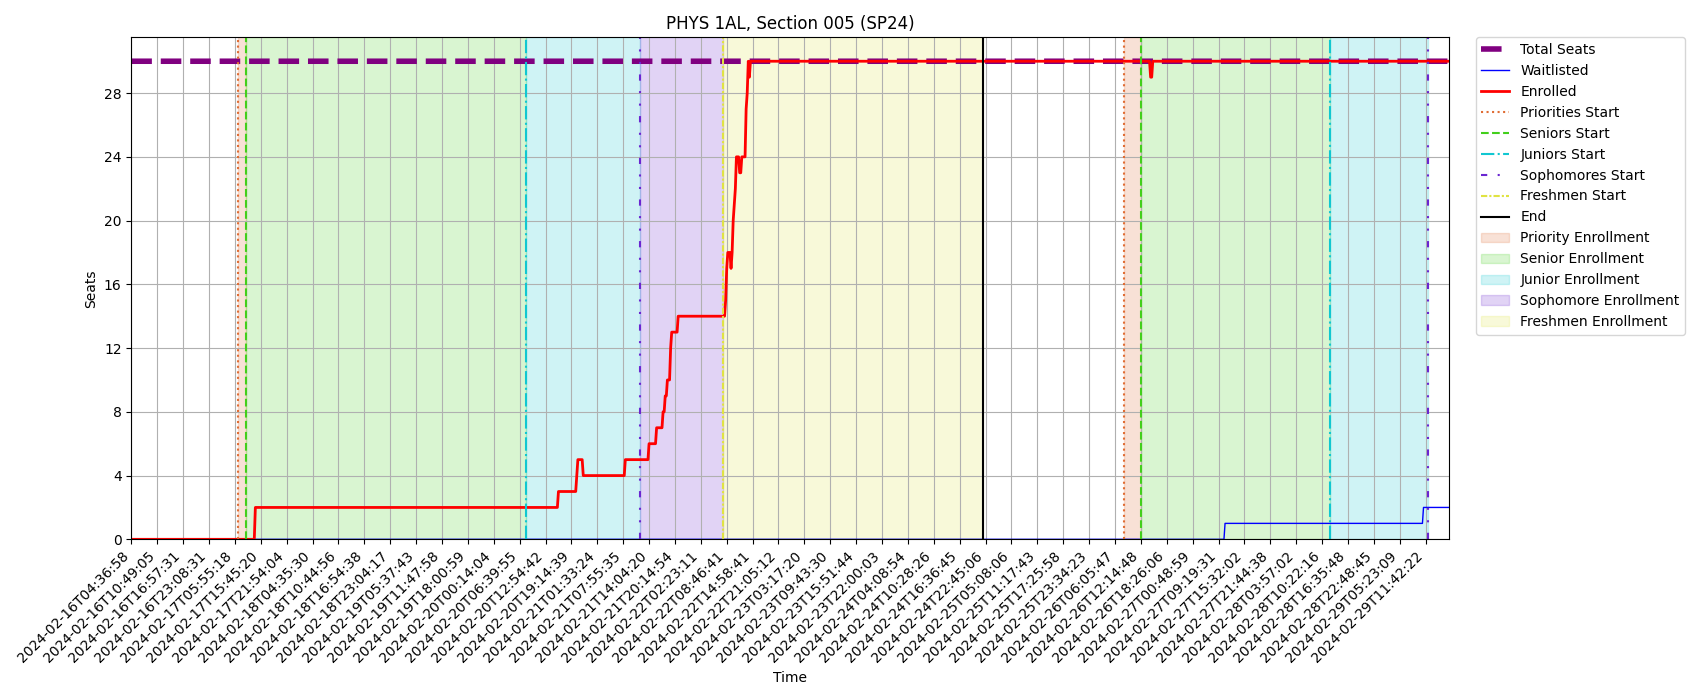 PHYS 1AL, Section 005 (SP24)
Seats
28
24
20
16
12
8
4
0
2024-02-16T04:36:58
2024-02-16T10:49:05
2024-02-16T16:57:31
2024-02-16T23:08:31
2024-02-17T05:55:18
2024-02-17T15:45:20
2024-02-17T21:54:04
2024-02-18T04:35:30
2024-02-18T10:44:56
2024-02-18T16:54:38
2024-02-18T23:04:17
2024-02-19T05:37:43
2024-02-19T11:47:58
2024-02-19T18:00:59
2024-02-20T00:14:04
2024-02-20T06:39:55
2024-02-20T12:54:42
2024-02-20T19:14:39
2024-02-21T01:33:24
2024-02-21T07:55:35
2024-02-21T14:04:20
2024-02-21T20:14:54
2024-02-22T02:23:11
2024-02-22T08:46:41
2024-02-22T14:58:41
2024-02-22T21:05:12
2024-02-23T03:17:20
2024-02-23T09:43:30
2024-02-23T15:51:44
2024-02-23T22:00:03
2024-02-24T04:08:54
2024-02-24T10:28:26
2024-02-24T16:36:45
2024-02-24T22:45:06
2024-02-25T05:08:06
2024-02-25T11:17:43
2024-02-25T17:25:58
2024-02-25T23:34:23
2024-02-26T06:05:47
2024-02-26T12:14:48
2024-02-26T18:26:06
2024-02-27T00:48:59
2024-02-27T09:19:31
2024-02-27T15:32:02
2024-02-27T21:44:38
2024-02-28T03:57:02
2024-02-28T10:22:16
2024-02-28T16:35:48
2024-02-28T22:48:45
2024-02-29T05:23:09
2024-02-29T11:42:22
Time
Total Seats
Waitlisted
Enrolled
Priorities Start
Seniors Start
Juniors Start
Sophomores Start
Freshmen Start
End
Priority Enrollment
Senior Enrollment
Junior Enrollment
Sophomore Enrollment
Freshmen Enrollment